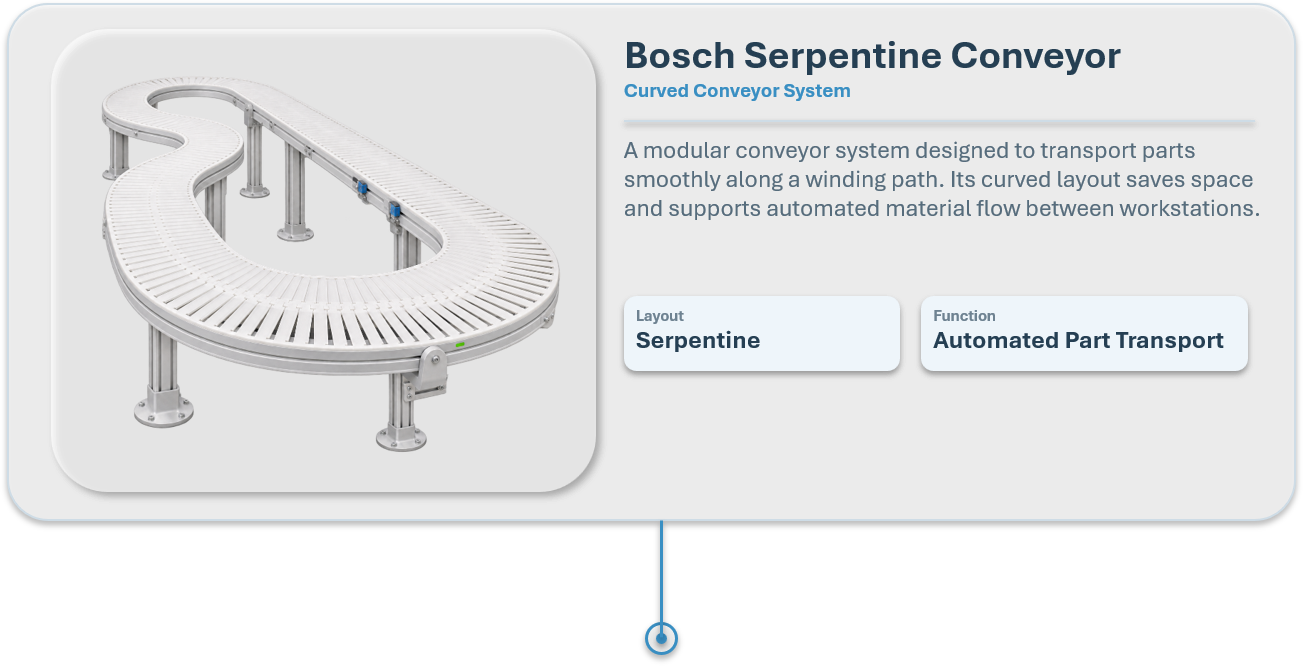 Bosch Serpentine Conveyor
Curved Conveyor System
A modular conveyor system designed to transport parts
smoothly along a winding path. Its curved layout saves space
and supports automated material flow between workstations.
Layout
Serpentine
Function
Automated Part Transport